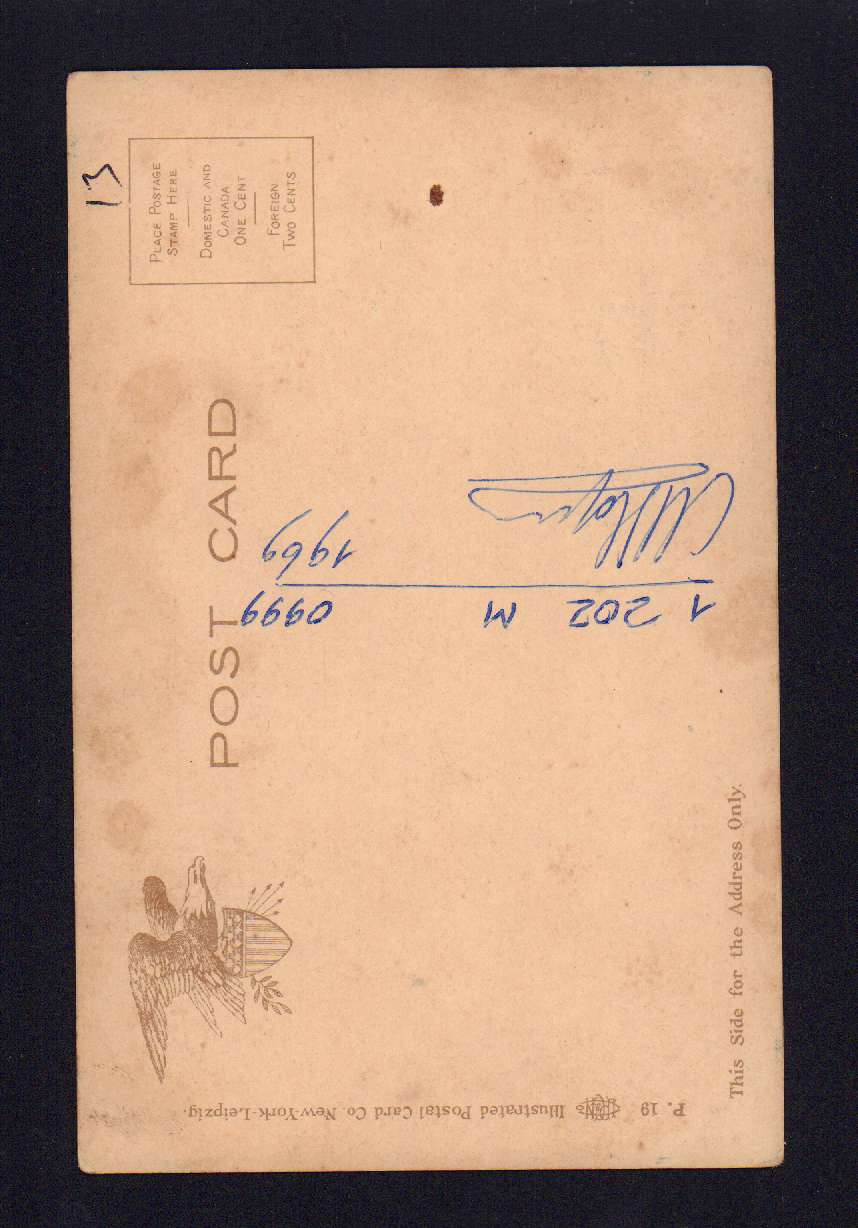 PLACE POSTAGE
STAMP HERE
DOMESTIC AND
CANADA
ONE CENT
FOREIGN
TWO CENTS
13
POST CARD
1 202 M 0999
1969
This Side for the Address Only.
P. 19 Illustrated Postal Card Co. New-York-Leipzig.